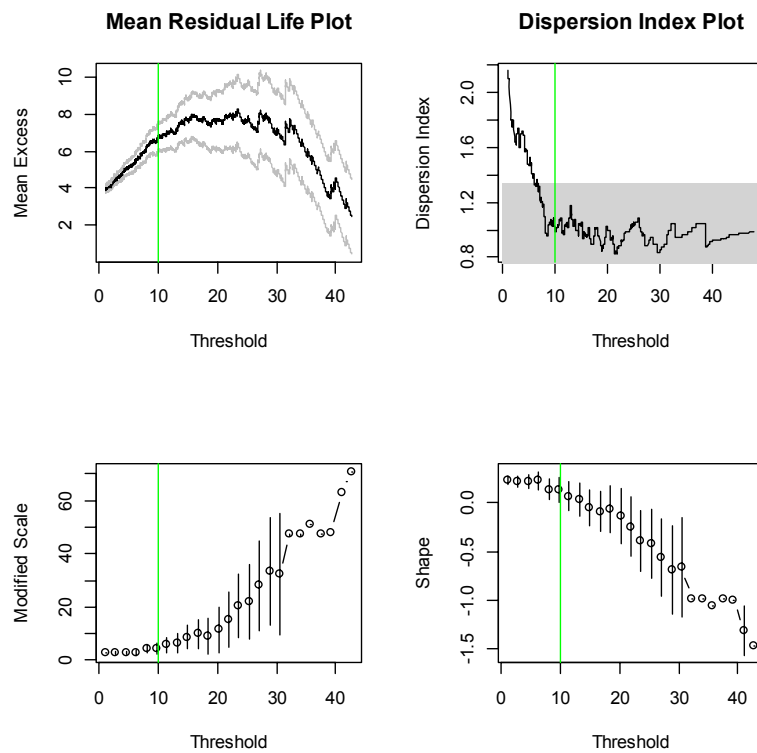 Mean Residual Life Plot
Mean Excess
10
8
6
4
2
0 10 20 30 40
Threshold
Dispersion Index Plot
Dispersion Index
2.0
1.6
1.2
0.8
0 10 20 30 40
Threshold
Modified Scale
60
40
20
0
0 10 20 30 40
Threshold
Shape
0.0
-0.5
-1.0
-1.5
0 10 20 30 40
Threshold